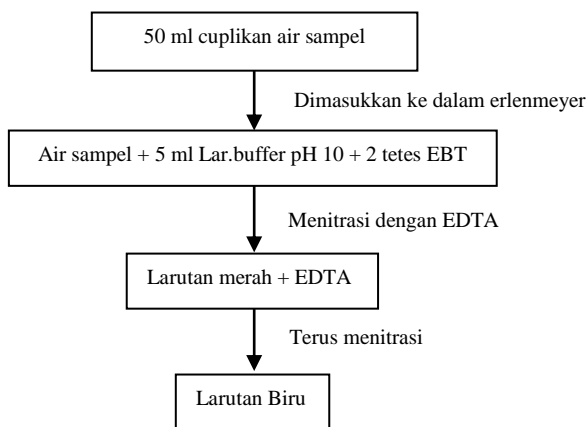 50 ml cuplikan air sampel
Dimasukkan ke dalam erlenmeyer
Air sampel + 5 ml Lar.buffer pH 10 + 2 tetes EBT
Menitrasi dengan EDTA
Larutan merah + EDTA
Terus menitrasi
Larutan Biru